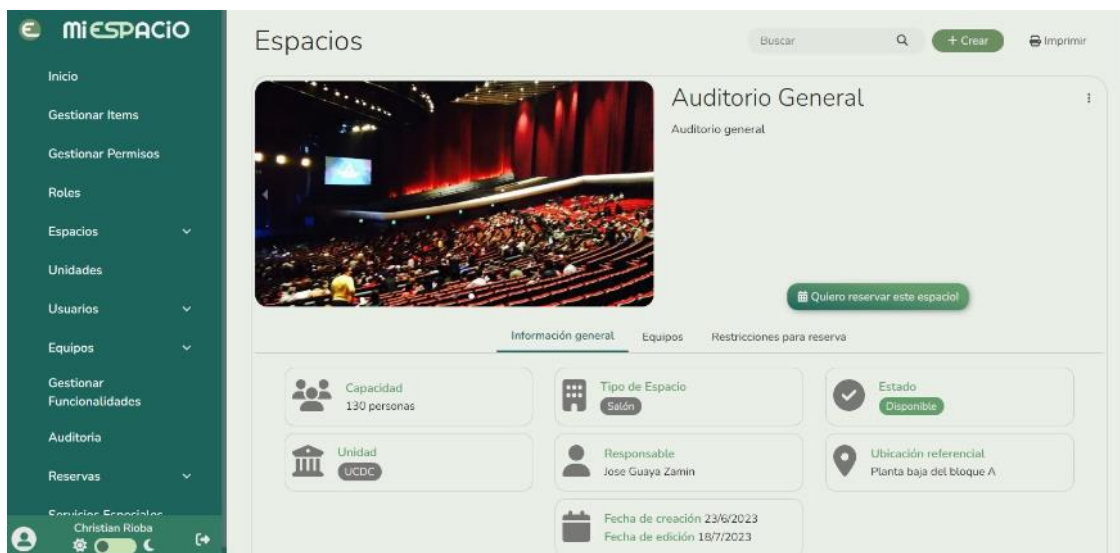 MiESPACiO
Inicio
Gestionar Items
Gestionar Permisos
Roles
Espacios
Unidades
Usuarios
Equipos
Gestionar
Funcionalidades
Auditoria
Reservas
Servicios Especiales
Christian Rioba
Espacios
Buscar
+ Crear
Imprimir
Auditorio General
Auditorio general
Quiero reservar este espacio!
Información general
Equipos
Restricciones para reserva
Capacidad
130 personas
Tipo de Espacio
Salón
Estado
Disponible
Unidad
UCDC
Responsable
Jose Guaya Zamin
Ubicación referencial
Planta baja del bloque A
Fecha de creación 23/6/2023
Fecha de edición 18/7/2023